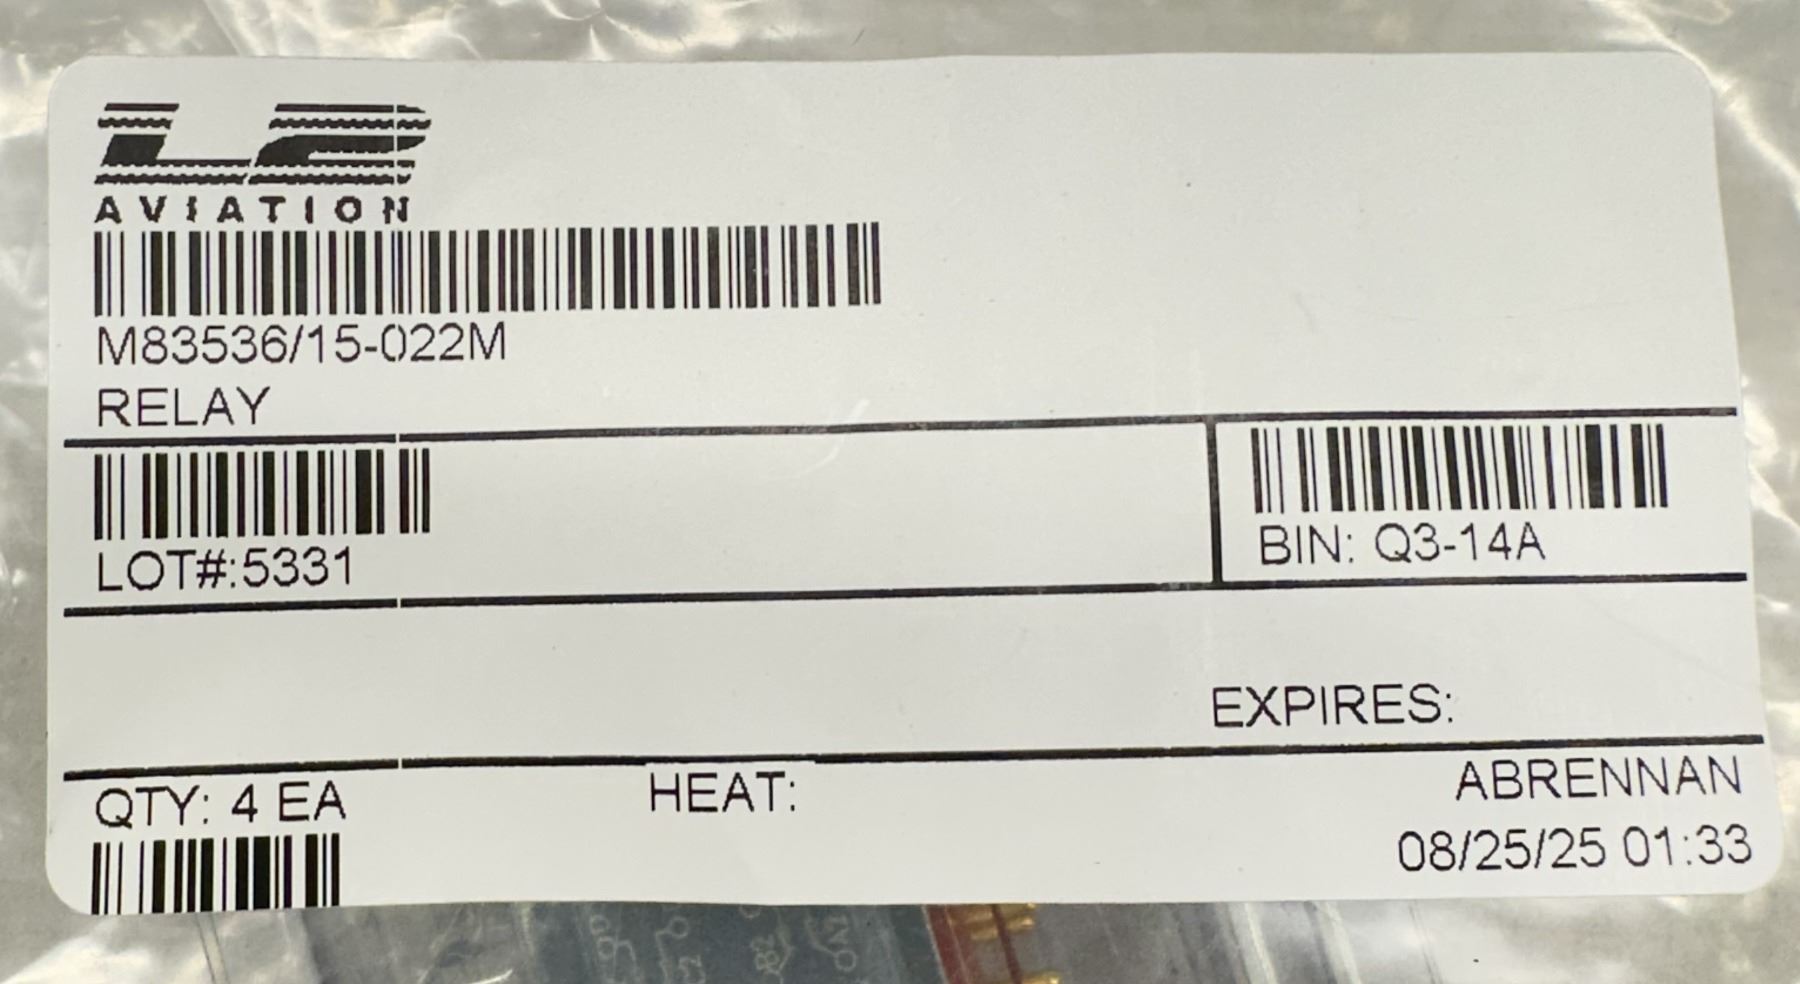 L2
AVIATION
M83536/15-022M
RELAY
LOT#:5331
BIN: Q3-14A
EXPIRES:
QTY: 4 EA
HEAT:
ABRENNAN
08/25/25 01:33